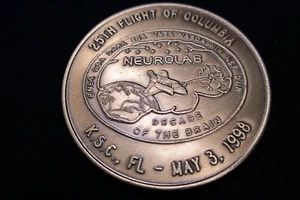 25TH FLIGHT OF COLUMBIA
NEUROLAB
DECADE
OF THE BRAIN
K.S.C., FL - MAY 3, 1998